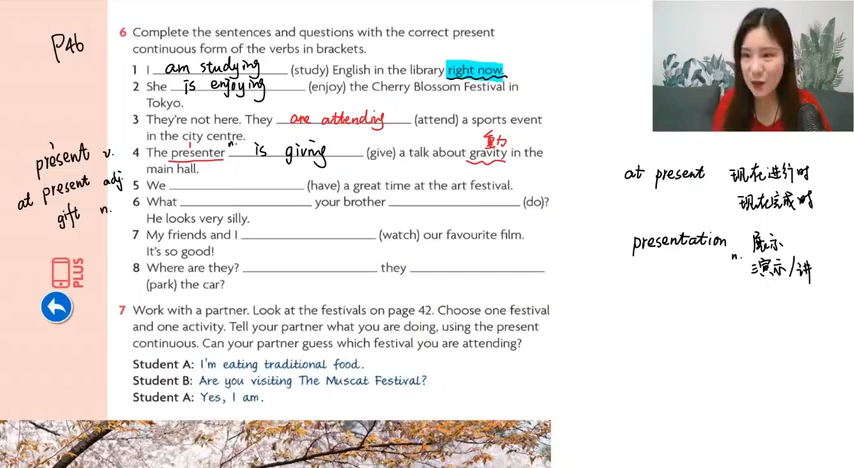 P46
6 Complete the sentences and questions with the correct present
continuous form of the verbs in brackets.
1 I am studying (study) English in the library right now.
2 She is enjoying (enjoy) the Cherry Blossom Festival in
Tokyo.
3 They're not here. They are attending (attend) a sports event
in the city centre.
重力
4 The presenter n. is giving (give) a talk about gravity in the
main hall.
5 We (have) a great time at the art festival.
6 What your brother (do)?
He looks very silly.
7 My friends and I (watch) our favourite film.
It's so good!
8 Where are they? they
(park) the car?
present v.
at present adj.
gift n.
PLUS
at present 现在进行时
现在完成时
presentation n. 展示
演示/讲
7 Work with a partner. Look at the festivals on page 42. Choose one festival
and one activity. Tell your partner what you are doing, using the present
continuous. Can your partner guess which festival you are attending?
Student A: I'm eating traditional food.
Student B: Are you visiting The Muscat Festival?
Student A: Yes, I am.